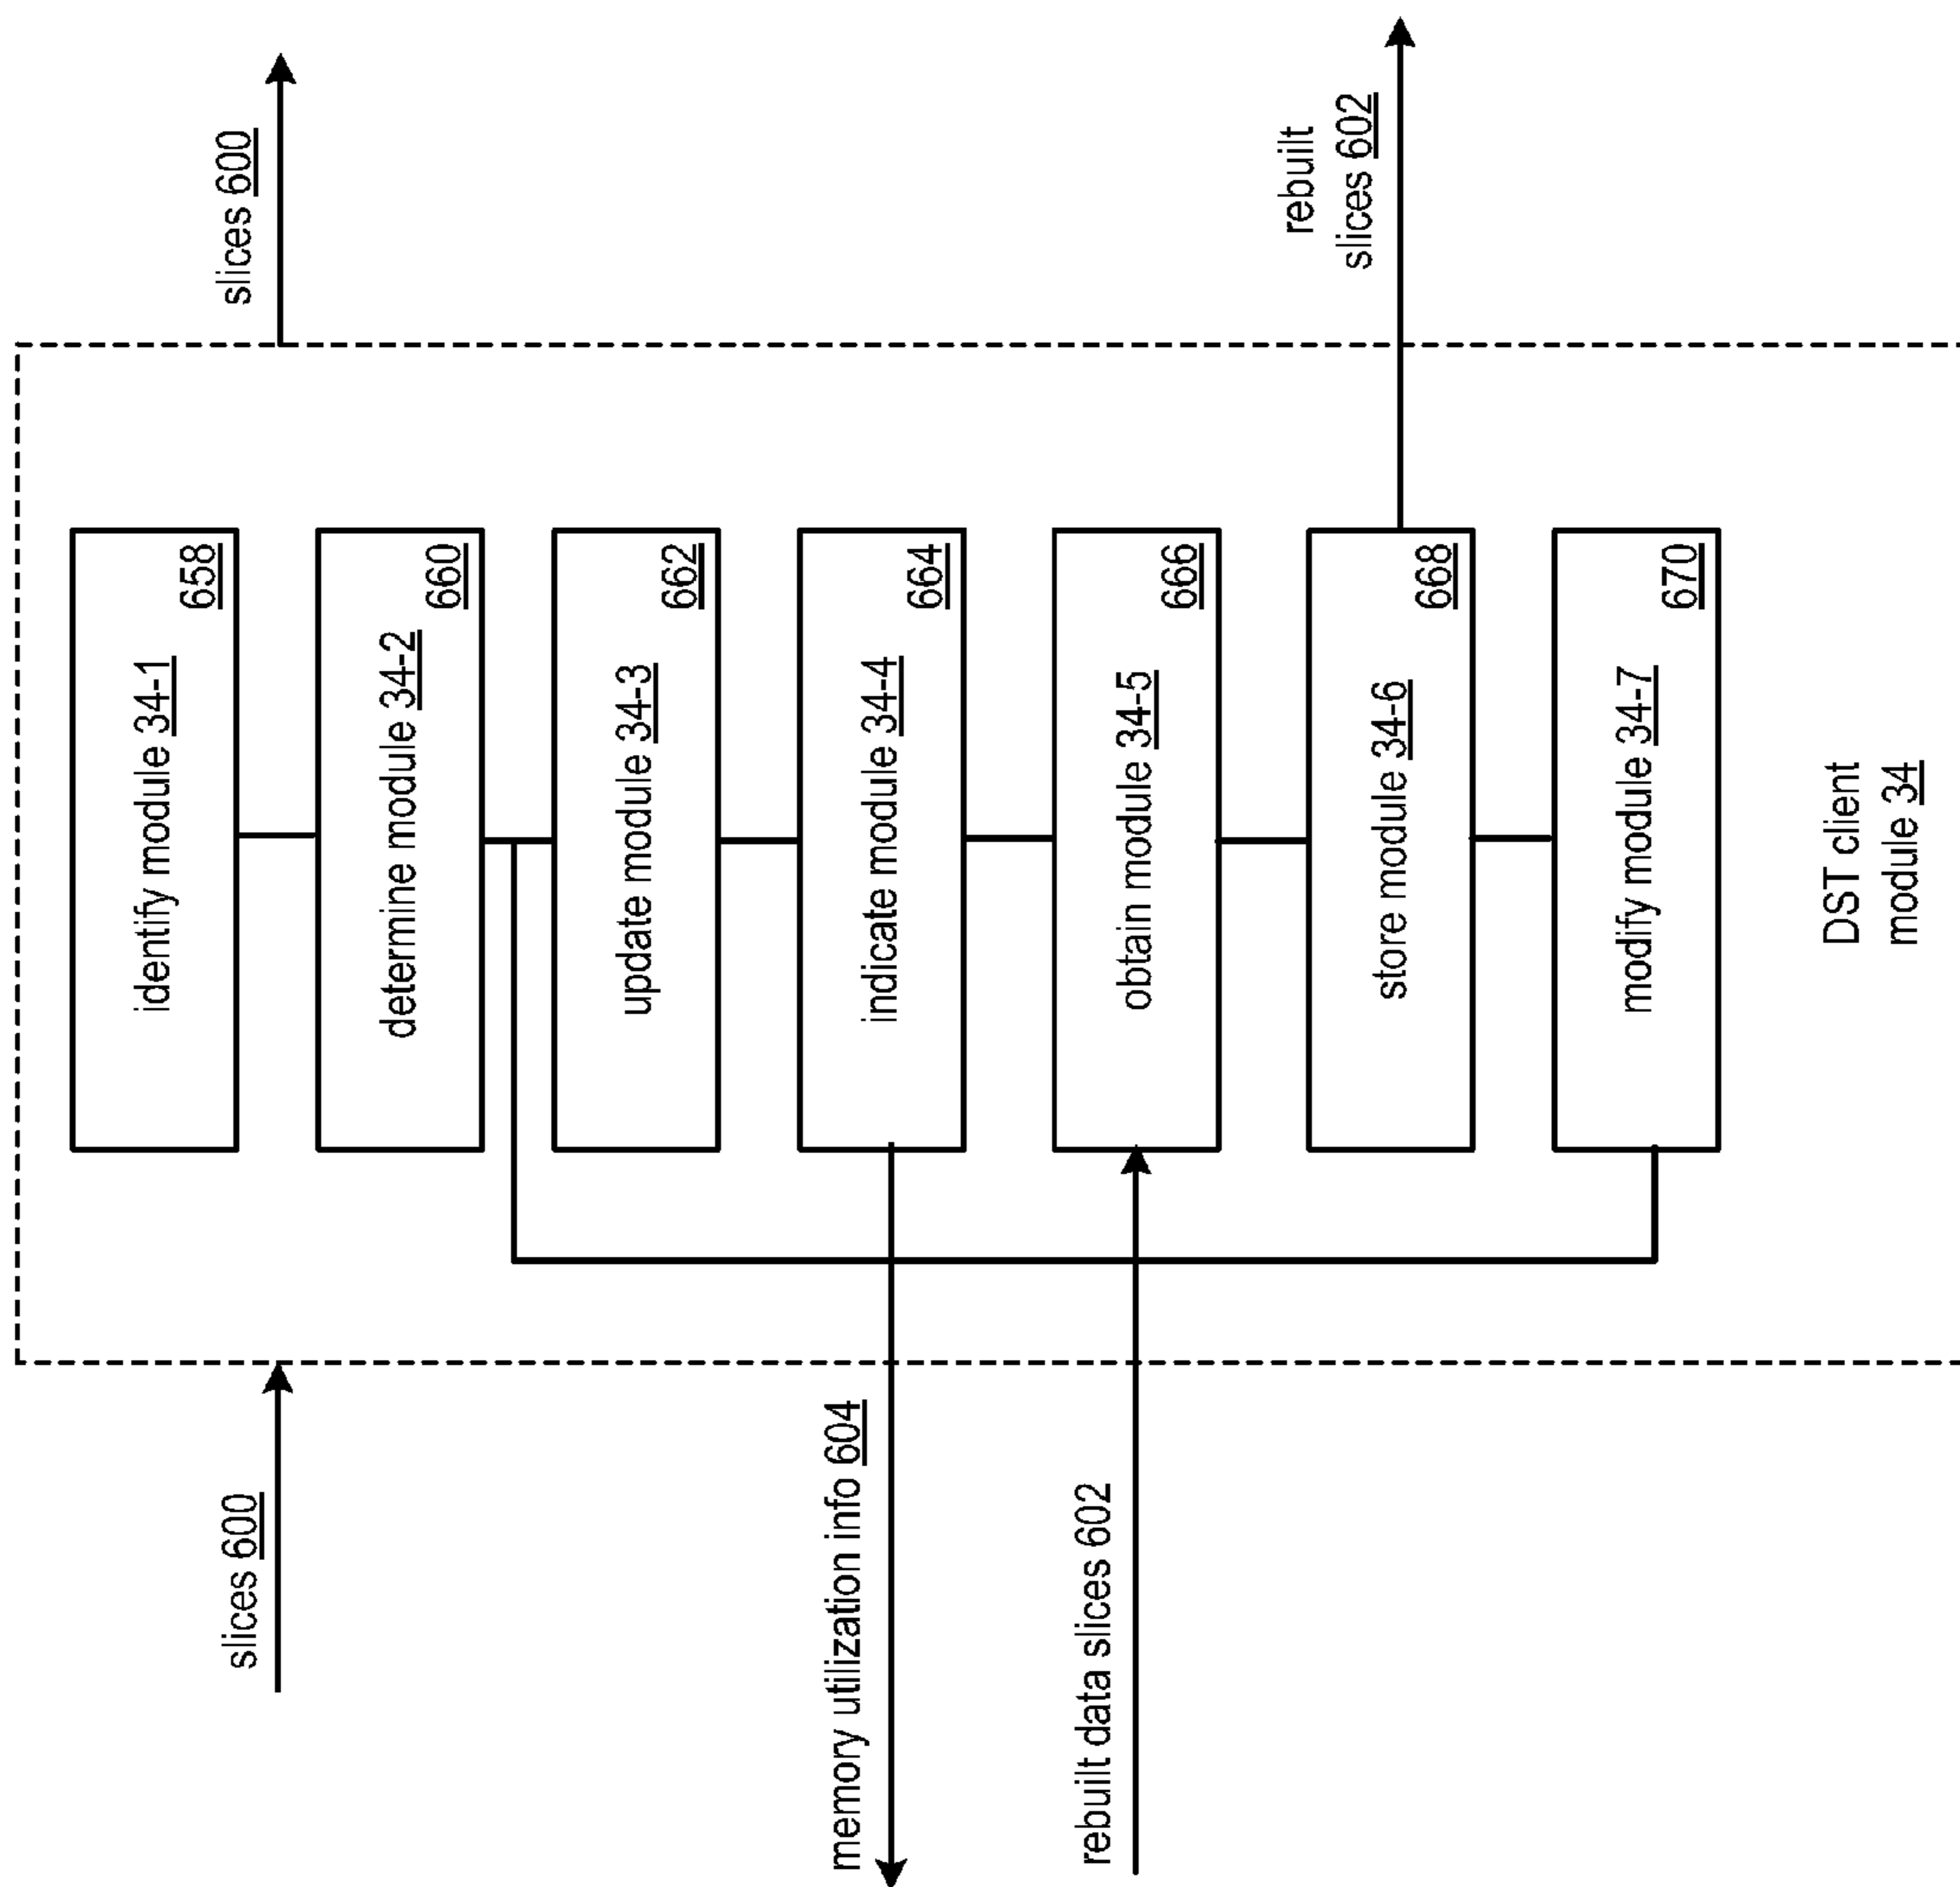 slices 600
slices 600
identify module 34-1
658
determine module 34-2
660
update module 34-3
662
memory utilization info 604
indicate module 34-4
664
rebuilt data slices 602
obtain module 34-5
666
rebuilt
slices 602
store module 34-6
668
modify module 34-7
670
DST client
module 34